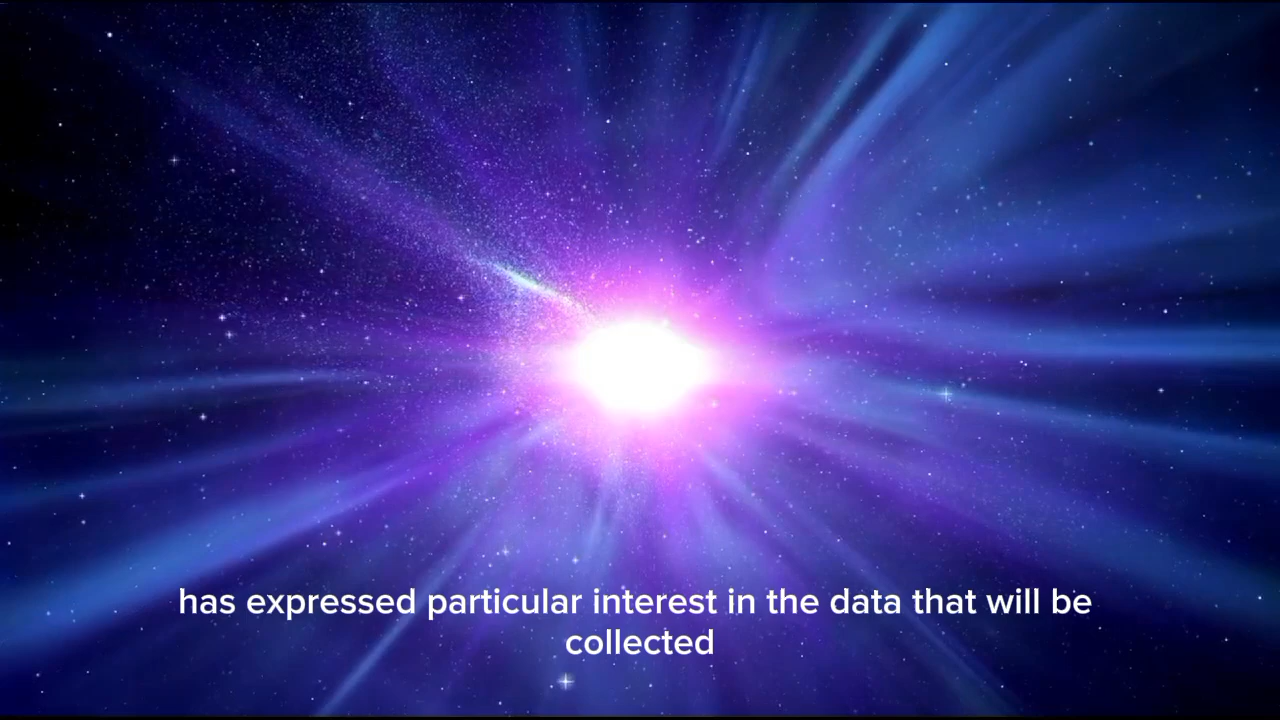 has expressed particular interest in the data that will be
collected